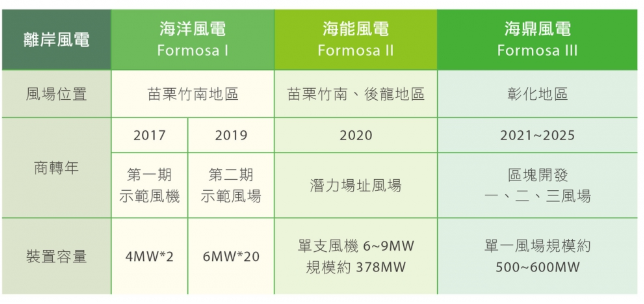 離岸風電
海洋風電
Formosa I
海能風電
Formosa II
海鼎風電
Formosa III
風場位置
苗栗竹南地區
苗栗竹南、後龍地區
彰化地區
商轉年
2017
2019
2020
2021~2025
第一期
示範風機
第二期
示範風場
潛力場址風場
區塊開發
一、二、三風場
裝置容量
4MW*2
6MW*20
單支風機 6~9MW
規模約 378MW
單一風場規模約
500~600MW